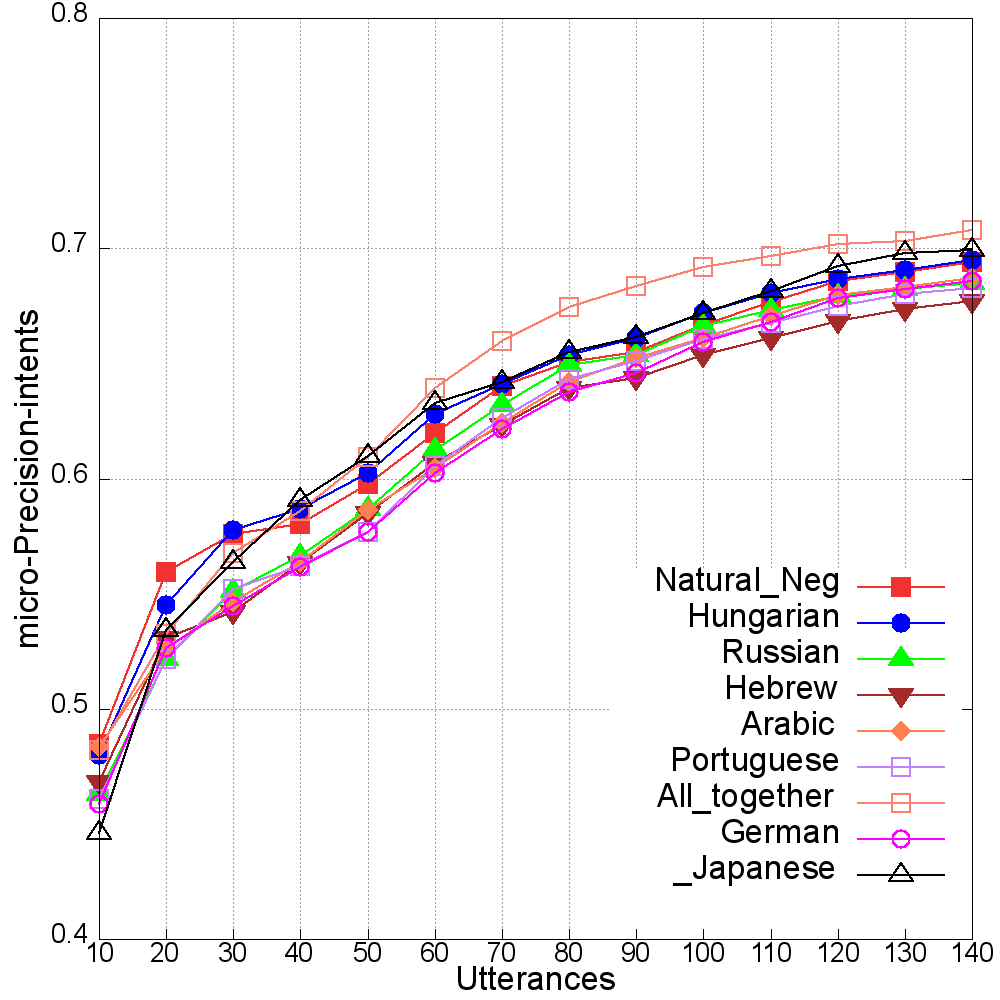 0.8
0.7
0.6
0.5
0.4
micro-Precision-intents
Natural_Neg
Hungarian
Russian
Hebrew
Arabic
Portuguese
All_together
German
_Japanese
10 20 30 40 50 60 70 80 90 100 110 120 130 140
Utterances